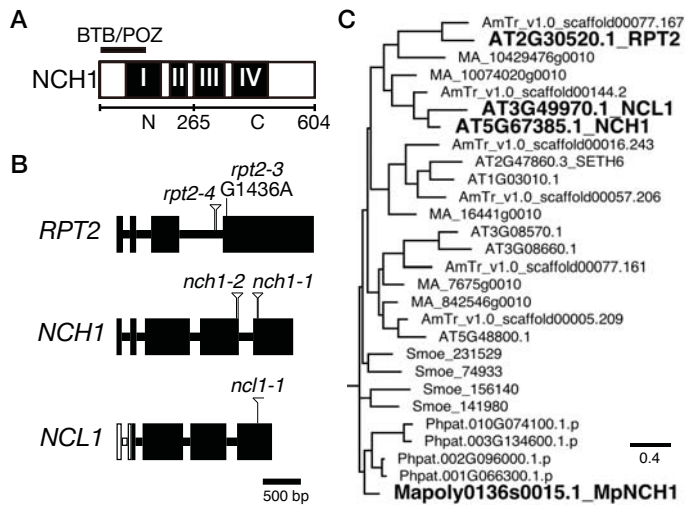 A
BTB/POZ
NCH1
I II III IV
N 265 C 604
B
rpt2-3
rpt2-4 G1436A
RPT2
nch1-2 nch1-1
NCH1
ncl1-1
NCL1
500 bp
C
AmTr_v1.0_scaffold00077.167
AT2G30520.1_RPT2
MA_10429476g0010
MA_10074020g0010
AmTr_v1.0_scaffold00144.2
AT3G49970.1_NCL1
AT5G67385.1_NCH1
AmTr_v1.0_scaffold00016.243
AT2G47860.3_SETH6
AT1G03010.1
AmTr_v1.0_scaffold00057.206
MA_16441g0010
AT3G08570.1
AT3G08660.1
AmTr_v1.0_scaffold00077.161
MA_7675g0010
MA_842546g0010
AmTr_v1.0_scaffold00005.209
AT5G48800.1
Smoe_231529
Smoe_74933
Smoe_156140
Smoe_141980
Phpat.010G074100.1.p
Phpat.003G134600.1.p
Phpat.002G096000.1.p
Phpat.001G066300.1.p
Mapoly0136s0015.1_MpNCH1
0.4